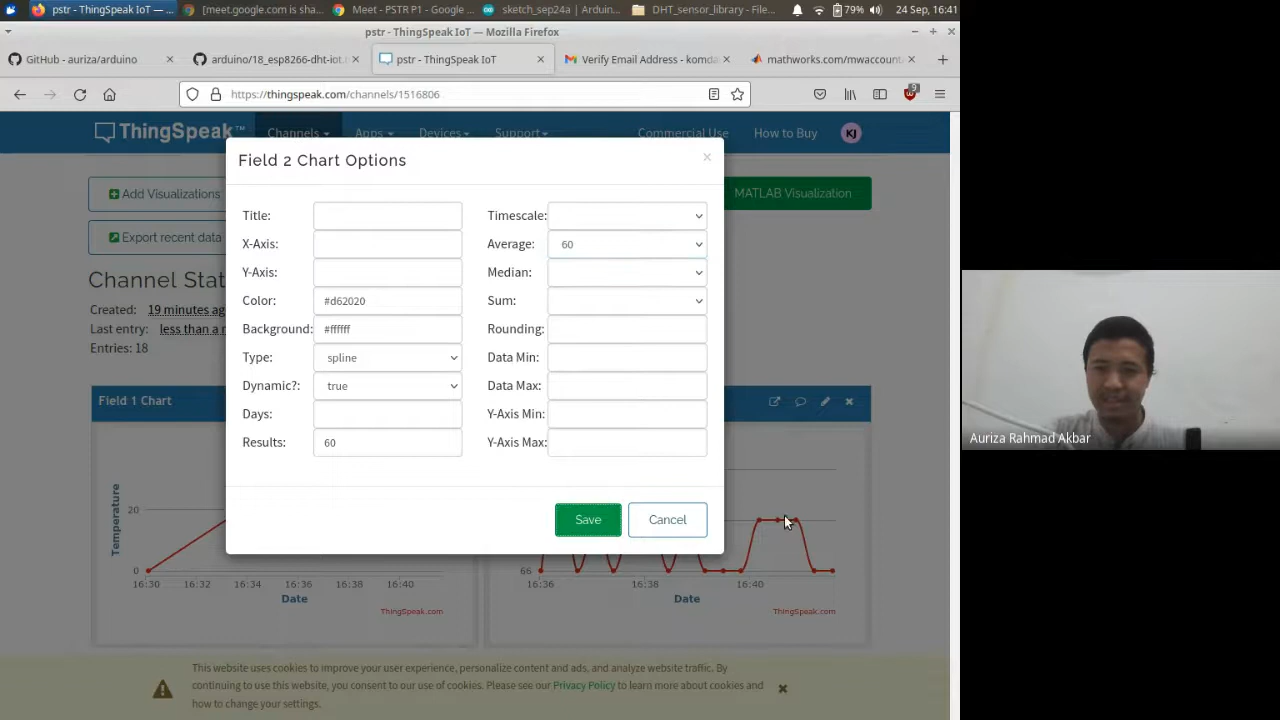 pstr - ThingSpeak IoT — ...
[meet.google.com is sha...
Meet - PSTR P1 - Google ...
sketch_sep24a | Arduin...
DHT_sensor_library - File...
79%
24 Sep, 16:41
pstr - ThingSpeak IoT — Mozilla Firefox
GitHub - auriza/arduino
arduino/18_esp8266-dht-iot.i
pstr - ThingSpeak IoT
Verify Email Address - komda
mathworks.com/mwaccount
https://thingspeak.com/channels/1516806
ThingSpeak™
Channels
Apps
Devices
Support
Commercial Use
How to Buy
KJ
Field 2 Chart Options
×
Add Visualizations
MATLAB Visualization
Export recent data
Channel Stat
Created: 19 minutes ag
Last entry: less than a
Entries: 18
Title:
Timescale:
X-Axis:
Average: 60
Y-Axis:
Median:
Color: #d62020
Sum:
Background: #ffffff
Rounding:
Type: spline
Data Min:
Dynamic?: true
Data Max:
Days:
Y-Axis Min:
Results: 60
Y-Axis Max:
Save
Cancel
Field 1 Chart
Temperature
20
0
16:30
16:32
16:34
16:36
16:38
16:40
Date
ThingSpeak.com
66
16:36
16:38
16:40
Date
ThingSpeak.com
This website uses cookies to improve your user experience, personalize content and ads, and analyze website traffic. By
continuing to use this website, you consent to our use of cookies. Please see our Privacy Policy to learn more about cookies and
how to change your settings.
Auriza Rahmad Akbar